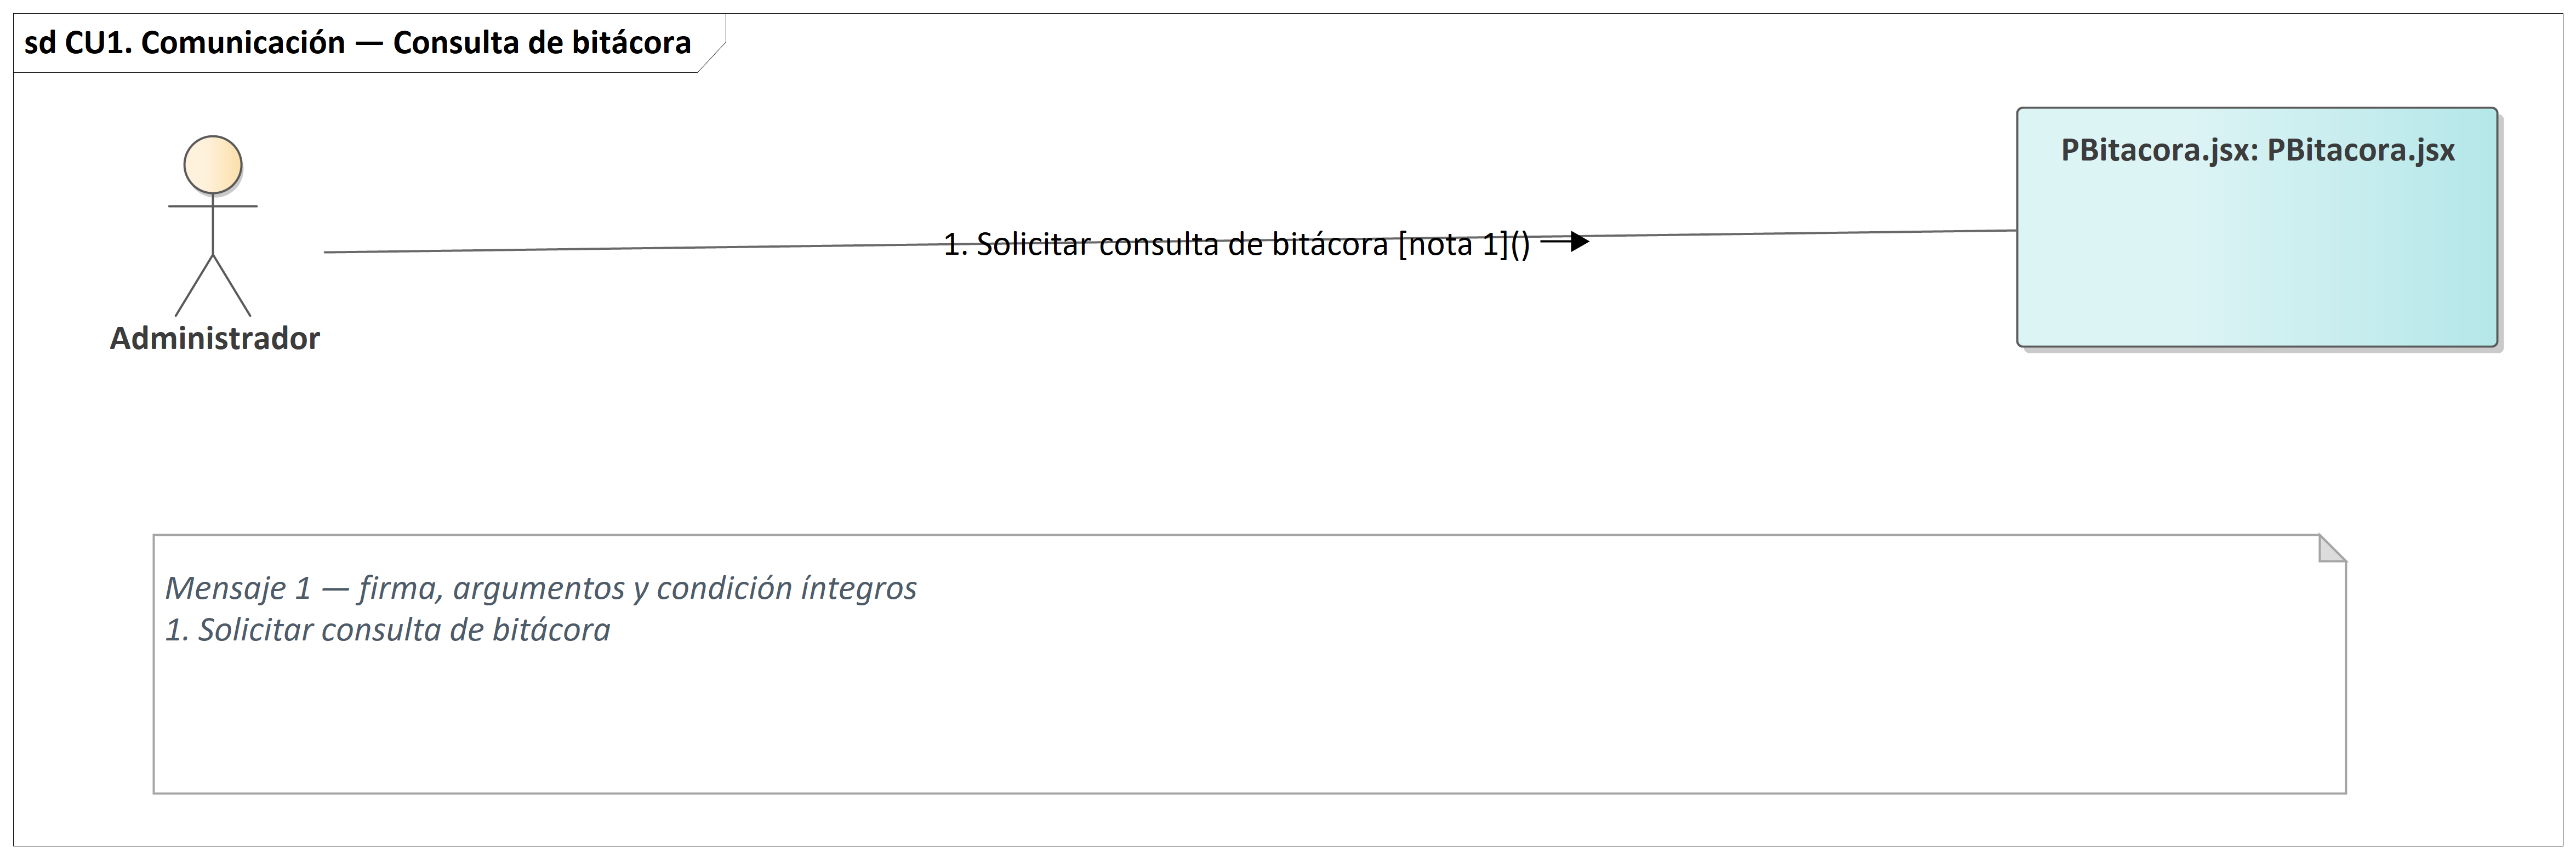 sd CU1. Comunicación — Consulta de bitácora
PBitacora.jsx: PBitacora.jsx
1. Solicitar consulta de bitácora [nota 1]()
Administrador
Mensaje 1 — firma, argumentos y condición íntegros
1. Solicitar consulta de bitácora